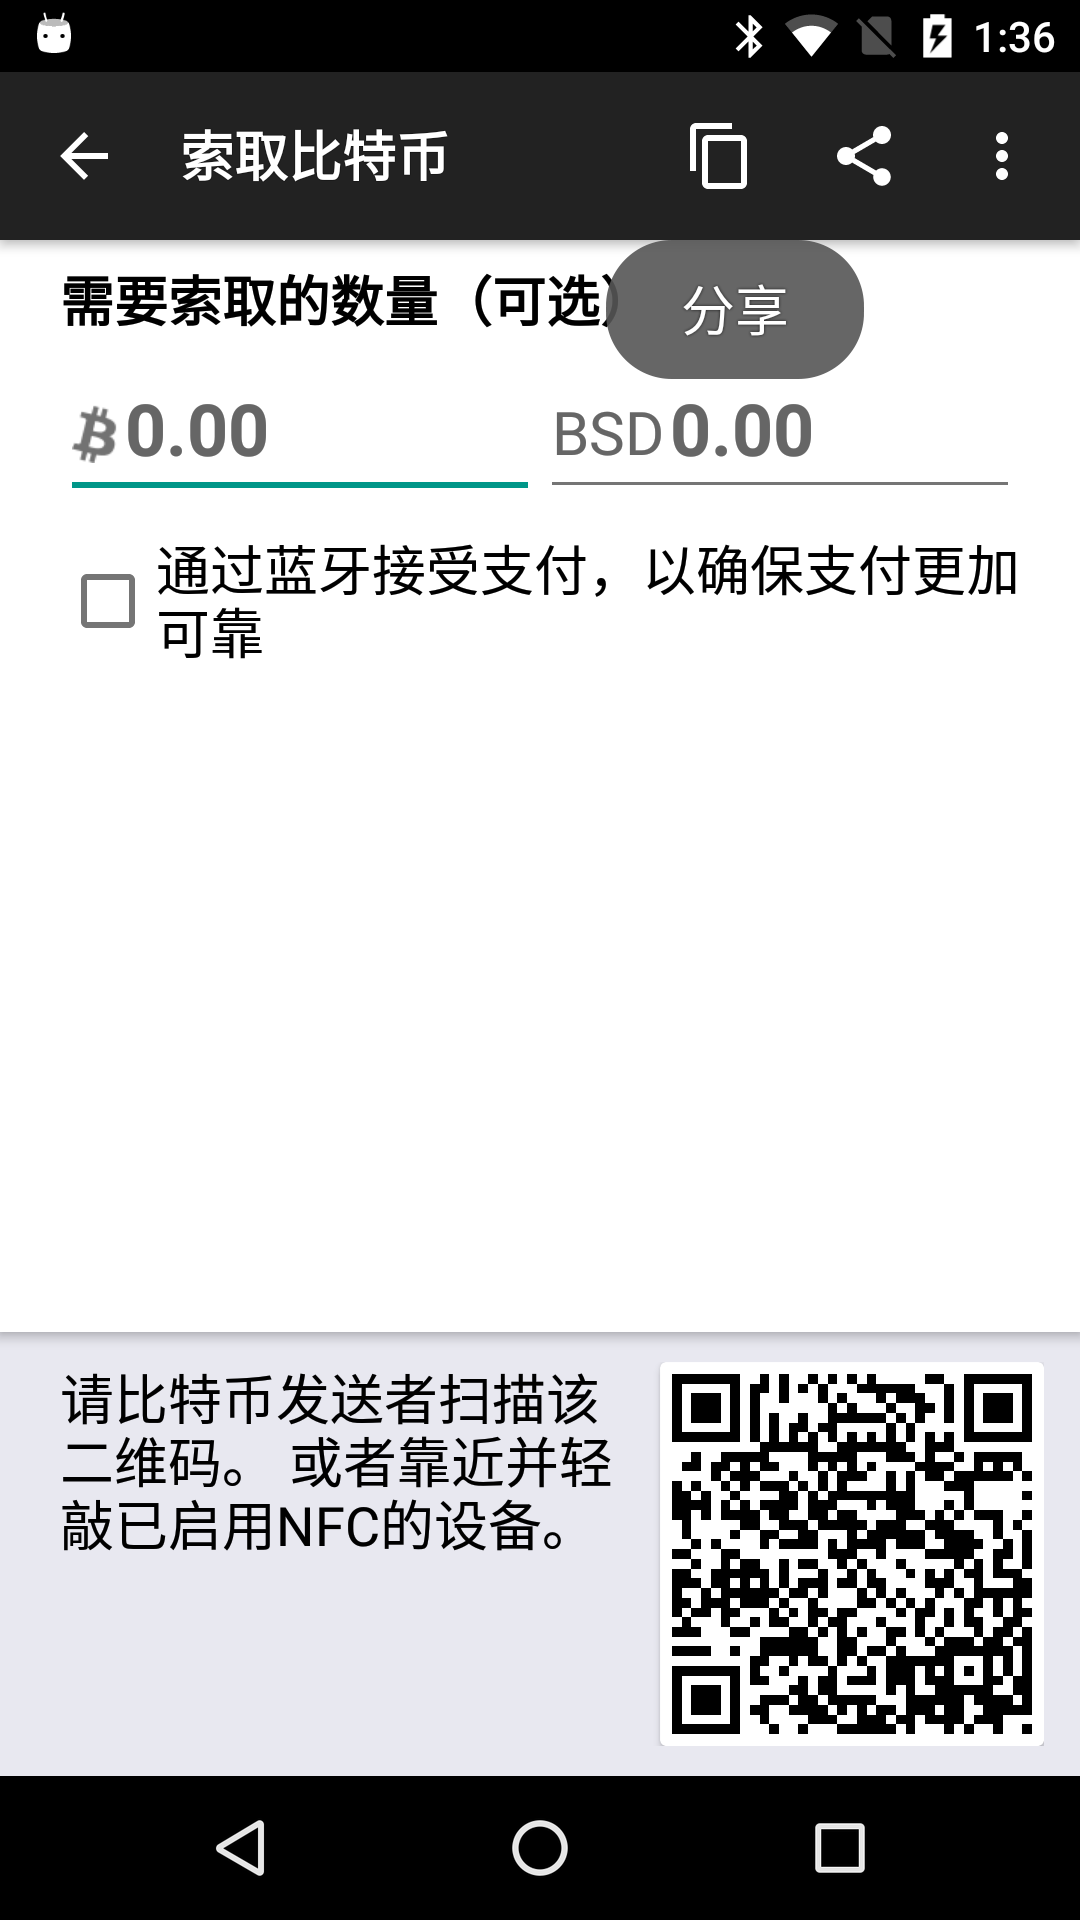 1:36
索取比特币
需要索取的数量（可选）
分享
0.00
BSD 0.00
通过蓝牙接受支付，以确保支付更加
可靠
请比特币发送者扫描该
二维码。 或者靠近并轻
敲已启用NFC的设备。